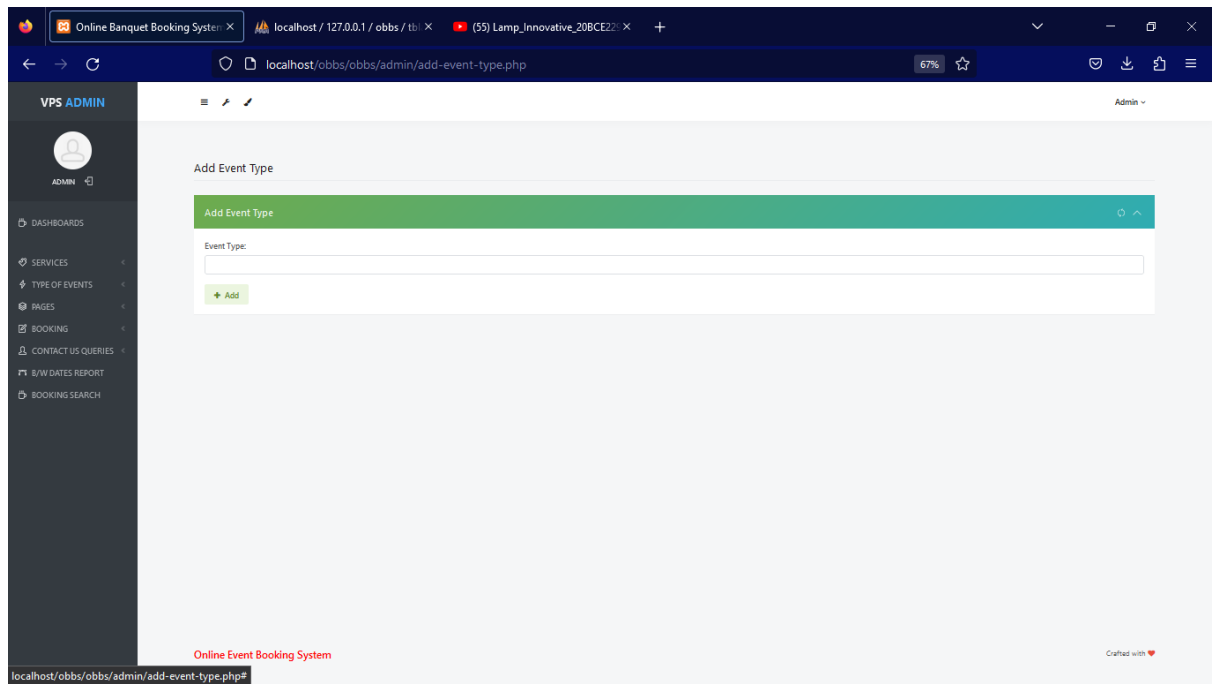 Online Banquet Booking System
localhost / 127.0.0.1 / obbs / tbl
(55) Lamp_Innovative_20BCE229
localhost/obbs/obbs/admin/add-event-type.php
67%
VPS ADMIN
Admin
ADMIN
Add Event Type
Add Event Type
DASHBOARDS
Event Type:
SERVICES
TYPE OF EVENTS
+ Add
PAGES
BOOKING
CONTACT US QUERIES
B/W DATES REPORT
BOOKING SEARCH
Online Event Booking System
Crafted with
localhost/obbs/obbs/admin/add-event-type.php#